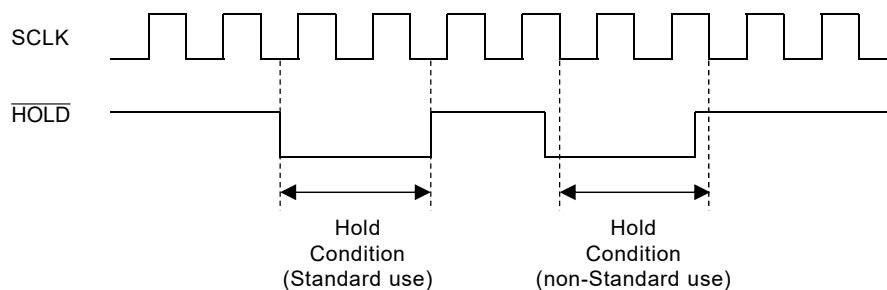 SCLK
HOLD
Hold
Condition
(Standard use)
Hold
Condition
(non-Standard use)